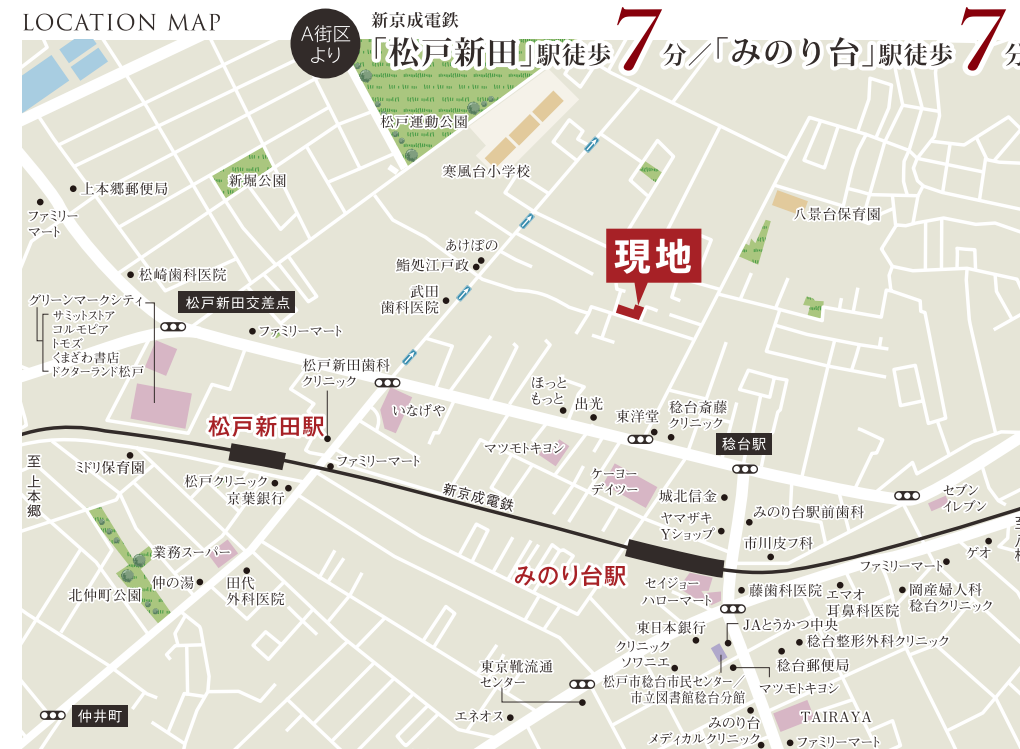 LOCATION MAP
A街区
より
新京成電鉄
「松戸新田」駅徒歩7分／「みのり台」駅徒歩7分
松戸運動公園
寒風台小学校
新堀公園
上本郷郵便局
ファミリー
マート
八景台保育園
あけぼの
鮨処江戸政
現地
松崎歯科医院
武田
歯科医院
グリーンマークシティ
サミットストア
コルモピア
トモズ
くまざわ書店
ドクターランド松戸
松戸新田交差点
ファミリーマート
松戸新田歯科
クリニック
いなげや
ほっと
もっと
出光
東洋堂
稔台斎藤
クリニック
松戸新田駅
稔台駅
マツモトキヨシ
至上本郷
ミドリ保育園
ファミリーマート
松戸クリニック
京葉銀行
新京成電鉄
ケーヨー
デイツー
城北信金
ヤマザキ
Yショップ
みのり台駅前歯科
市川皮フ科
セブン
イレブン
至八柱
ゲオ
ファミリーマート
業務スーパー
仲の湯
北仲町公園
田代
外科医院
みのり台駅
セイジョー
ハローマート
藤歯科医院
エマオ
耳鼻科医院
岡産婦人科
稔台クリニック
東日本銀行
JAとうかつ中央
クリニック
ソワニエ
稔台整形外科クリニック
稔台郵便局
東京靴流通
センター
松戸市稔台市民センター／
市立図書館稔台分館
マツモトキヨシ
仲井町
エネオス
みのり台
メディカルクリニック
TAIRAYA
ファミリーマート